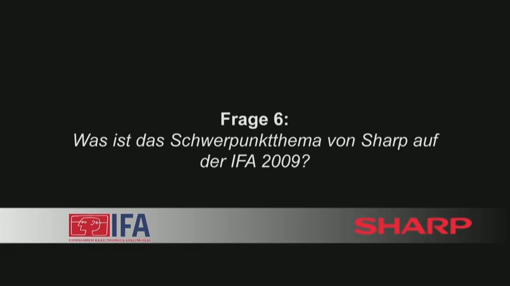 Frage 6:
Was ist das Schwerpunktthema von Sharp auf
der IFA 2009?
IFA
SHARP